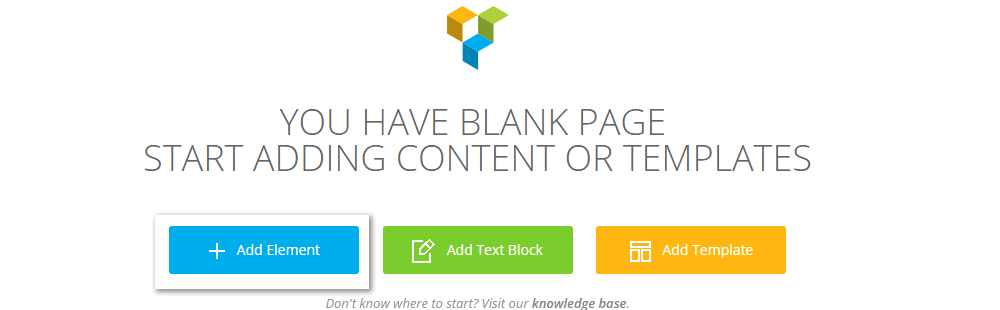 YOU HAVE BLANK PAGE
START ADDING CONTENT OR TEMPLATES
Add Element Add Text Block Add Template
Don't know where to start? Visit our knowledge base.